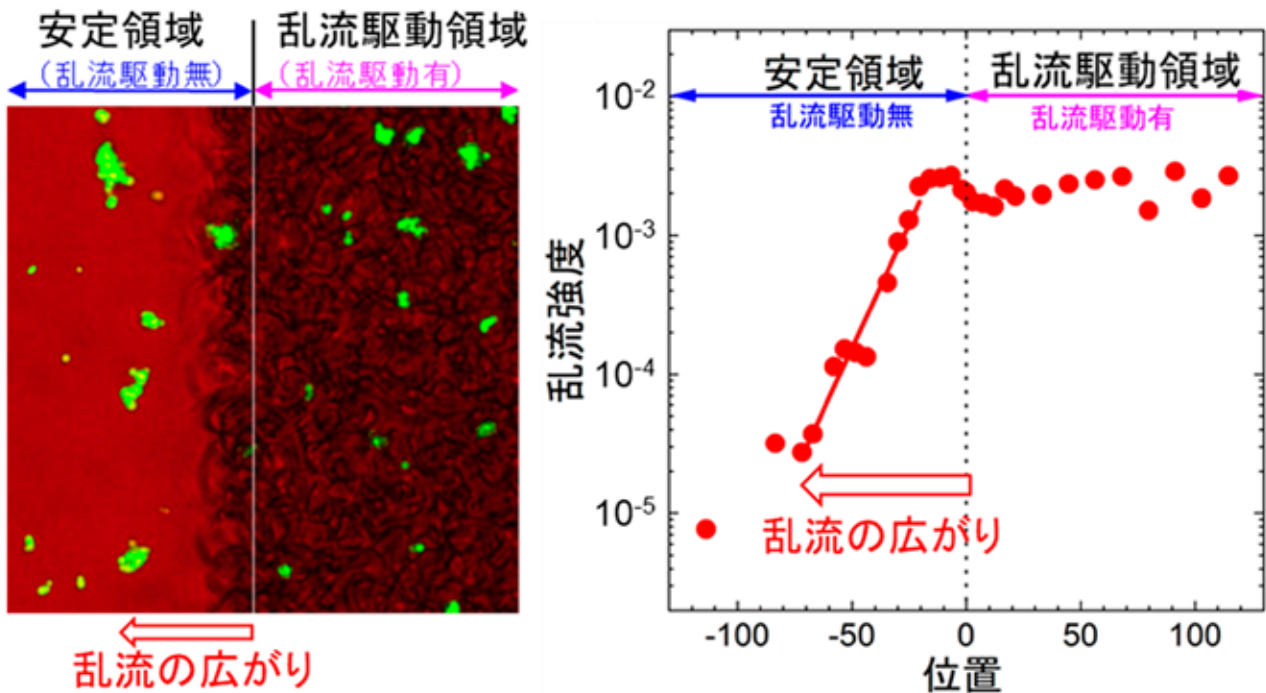 安定領域
(乱流駆動無)
乱流駆動領域
(乱流駆動有)
乱流の広がり
安定領域
乱流駆動無
乱流駆動領域
乱流駆動有
10-2
10-3
10-4
10-5
乱流強度
乱流の広がり
-100 -50 0 50 100
位置